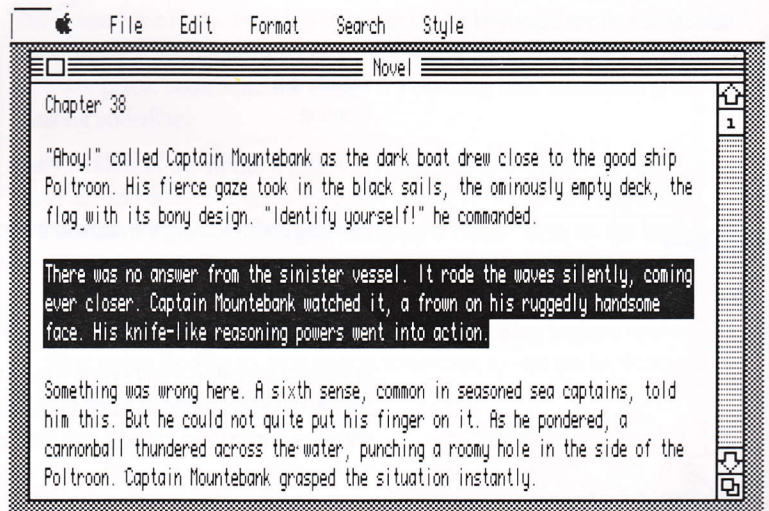 File Edit Format Search Style
Novel
Chapter 38
1
"Ahoy!" called Captain Mountebank as the dark boat drew close to the good ship
Poltroon. His fierce gaze took in the black sails, the ominously empty deck, the
flag with its bony design. "Identify yourself!" he commanded.
There was no answer from the sinister vessel. It rode the waves silently, coming
ever closer. Captain Mountebank watched it, a frown on his ruggedly handsome
face. His knife-like reasoning powers went into action.
Something was wrong here. A sixth sense, common in seasoned sea captains, told
him this. But he could not quite put his finger on it. As he pondered, a
cannonball thundered across the water, punching a roomy hole in the side of the
Poltroon. Captain Mountebank grasped the situation instantly.